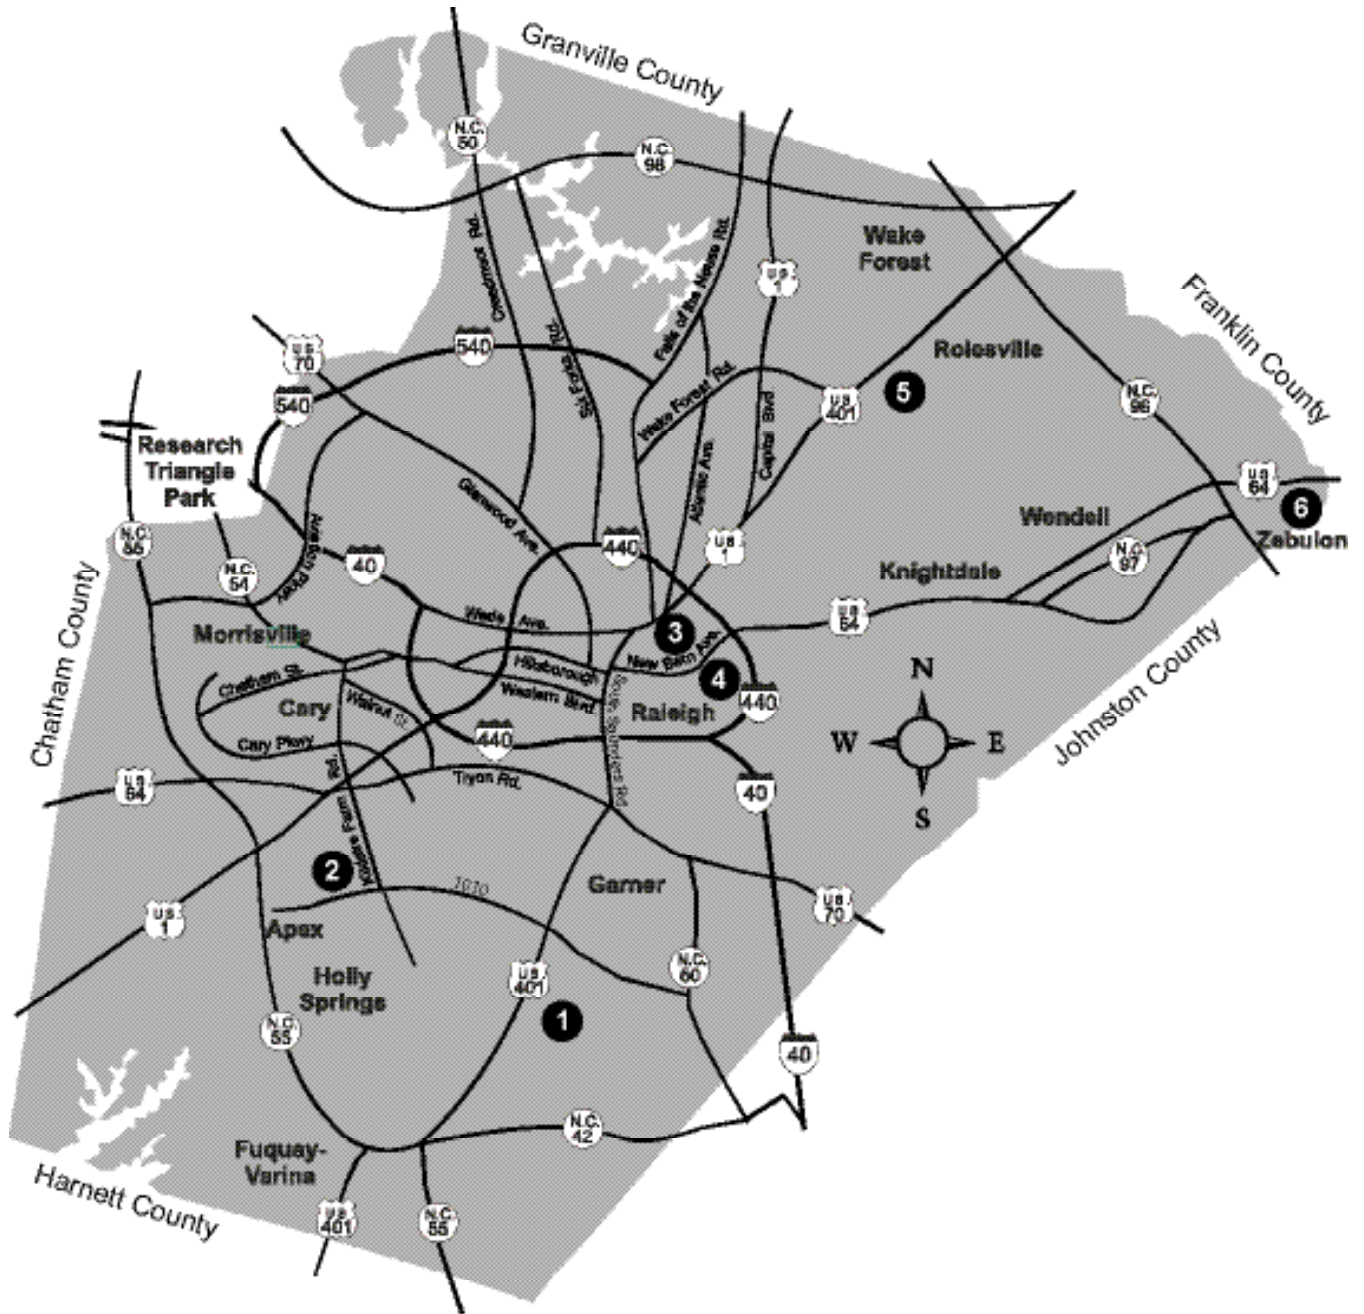 Granville County
N.C.
50
N.C
98
Creedmoor Rd.
Six Forks Rd.
Falls of the Neuse Rd.
Wake
Forest
U S
1
Franklin County
U.S.
70
540
540
Rolesville
Wake Forest Rd.
U S
401
5
N.C.
96
Capital Blvd.
Atlantic Ave.
Research
Triangle
Park
Glenwood Ave.
U S
64
6
Zebulon
Wendell
N.C.
97
Knightdale
N.C.
55
N.C.
54
Aviation Pkwy
40
440
U S
1
Chatham County
Morrisville
Wade Ave.
3
New Bern Ave.
U S
64
Johnston County
Chatham St.
Hillsborough
Western Blvd.
4
Raleigh
440
Cary
Walnut St.
Cary Pkwy
440
South Saunders Rd
N
W
E
S
U S
64
Tryon Rd.
40
Kildaire Farm Rd.
2
1010
Garner
U S
70
U S
1
Apex
Holly
Springs
U S
401
1
N.C.
50
N.C.
55
40
N.C.
42
Fuquay-
Varina
Harnett County
U.S.
401
N.C.
55